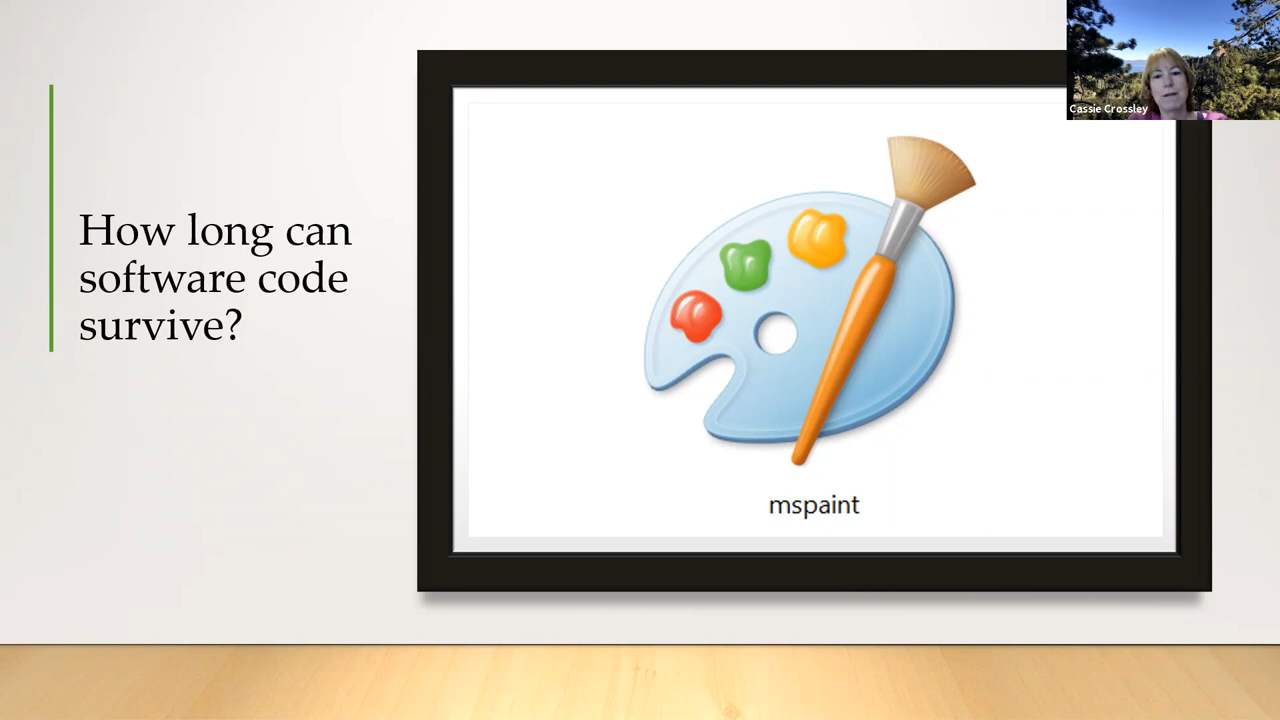 How long can
software code
survive?
mspaint
Cassie Crossley